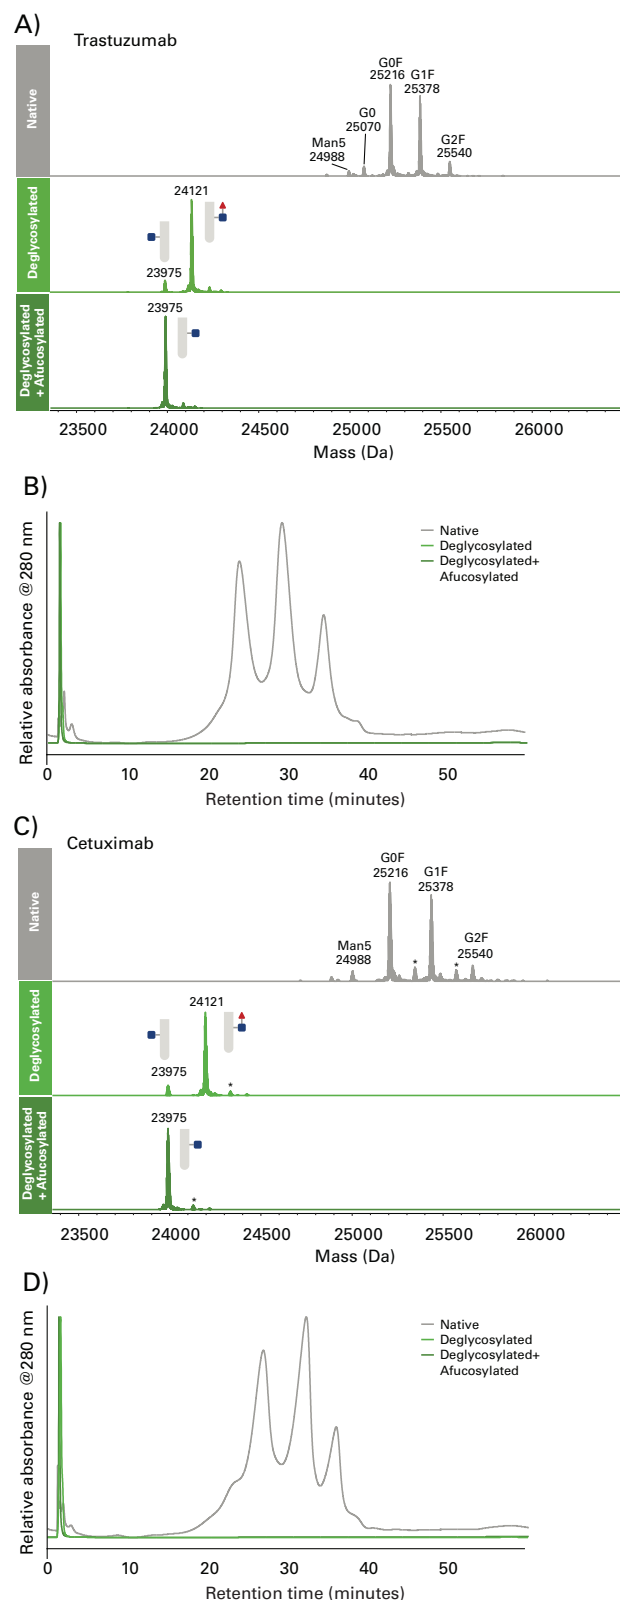 A)
Trastuzumab
Native
G0F
25216
G1F
25378
G0
25070
Man5
24988
G2F
25540
Deglycosylated
24121
23975
Deglycosylated
+ Afucosylated
23975
23500 24000 24500 25000 25500 26000
Mass (Da)
B)
Relative absorbance @280 nm
Native
Deglycosylated
Deglycosylated+
Afucosylated
0 10 20 30 40 50
Retention time (minutes)
C)
Cetuximab
Native
G0F
25216
G1F
25378
Man5
24988
G2F
25540
* *
Deglycosylated
24121
23975
*
Deglycosylated
+ Afucosylated
23975
*
23500 24000 24500 25000 25500 26000
Mass (Da)
D)
Relative absorbance @280 nm
Native
Deglycosylated
Deglycosylated+
Afucosylated
0 10 20 30 40 50
Retention time (minutes)